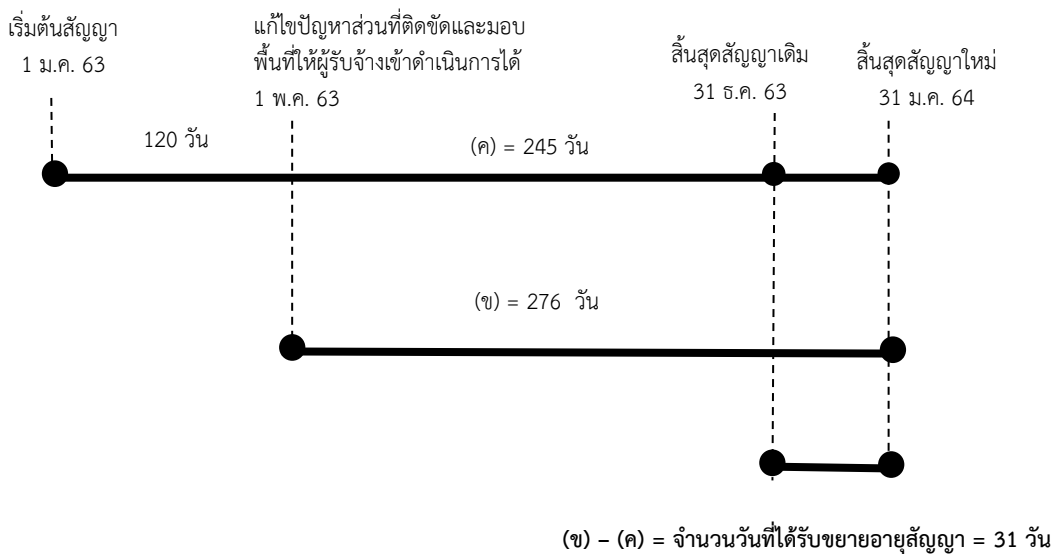 เริ่มต้นสัญญา
1 ม.ค. 63
แก้ไขปัญหาส่วนที่ติดขัดและมอบ
พื้นที่ให้ผู้รับจ้างเข้าดำเนินการได้
1 พ.ค. 63
สิ้นสุดสัญญาเดิม
31 ธ.ค. 63
สิ้นสุดสัญญาใหม่
31 ม.ค. 64
120 วัน
(ค) = 245 วัน
(ข) = 276 วัน
(ข) – (ค) = จำนวนวันที่ได้รับขยายอายุสัญญา = 31 วัน